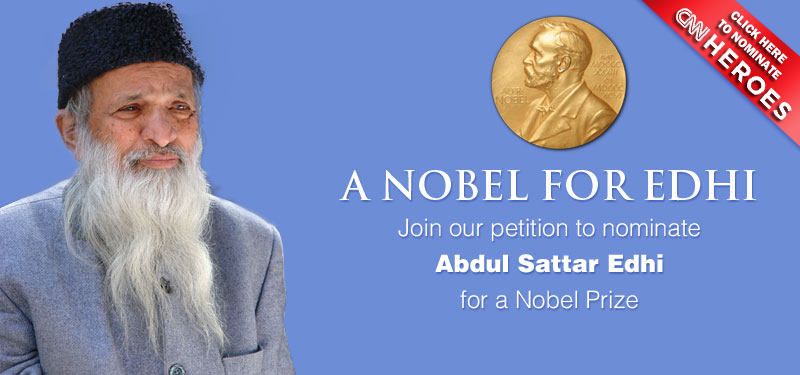 CLICK HERE
TO NOMINATE
CNN
HEROES
A NOBEL FOR EDHI
Join our petition to nominate
Abdul Sattar Edhi
for a Nobel Prize